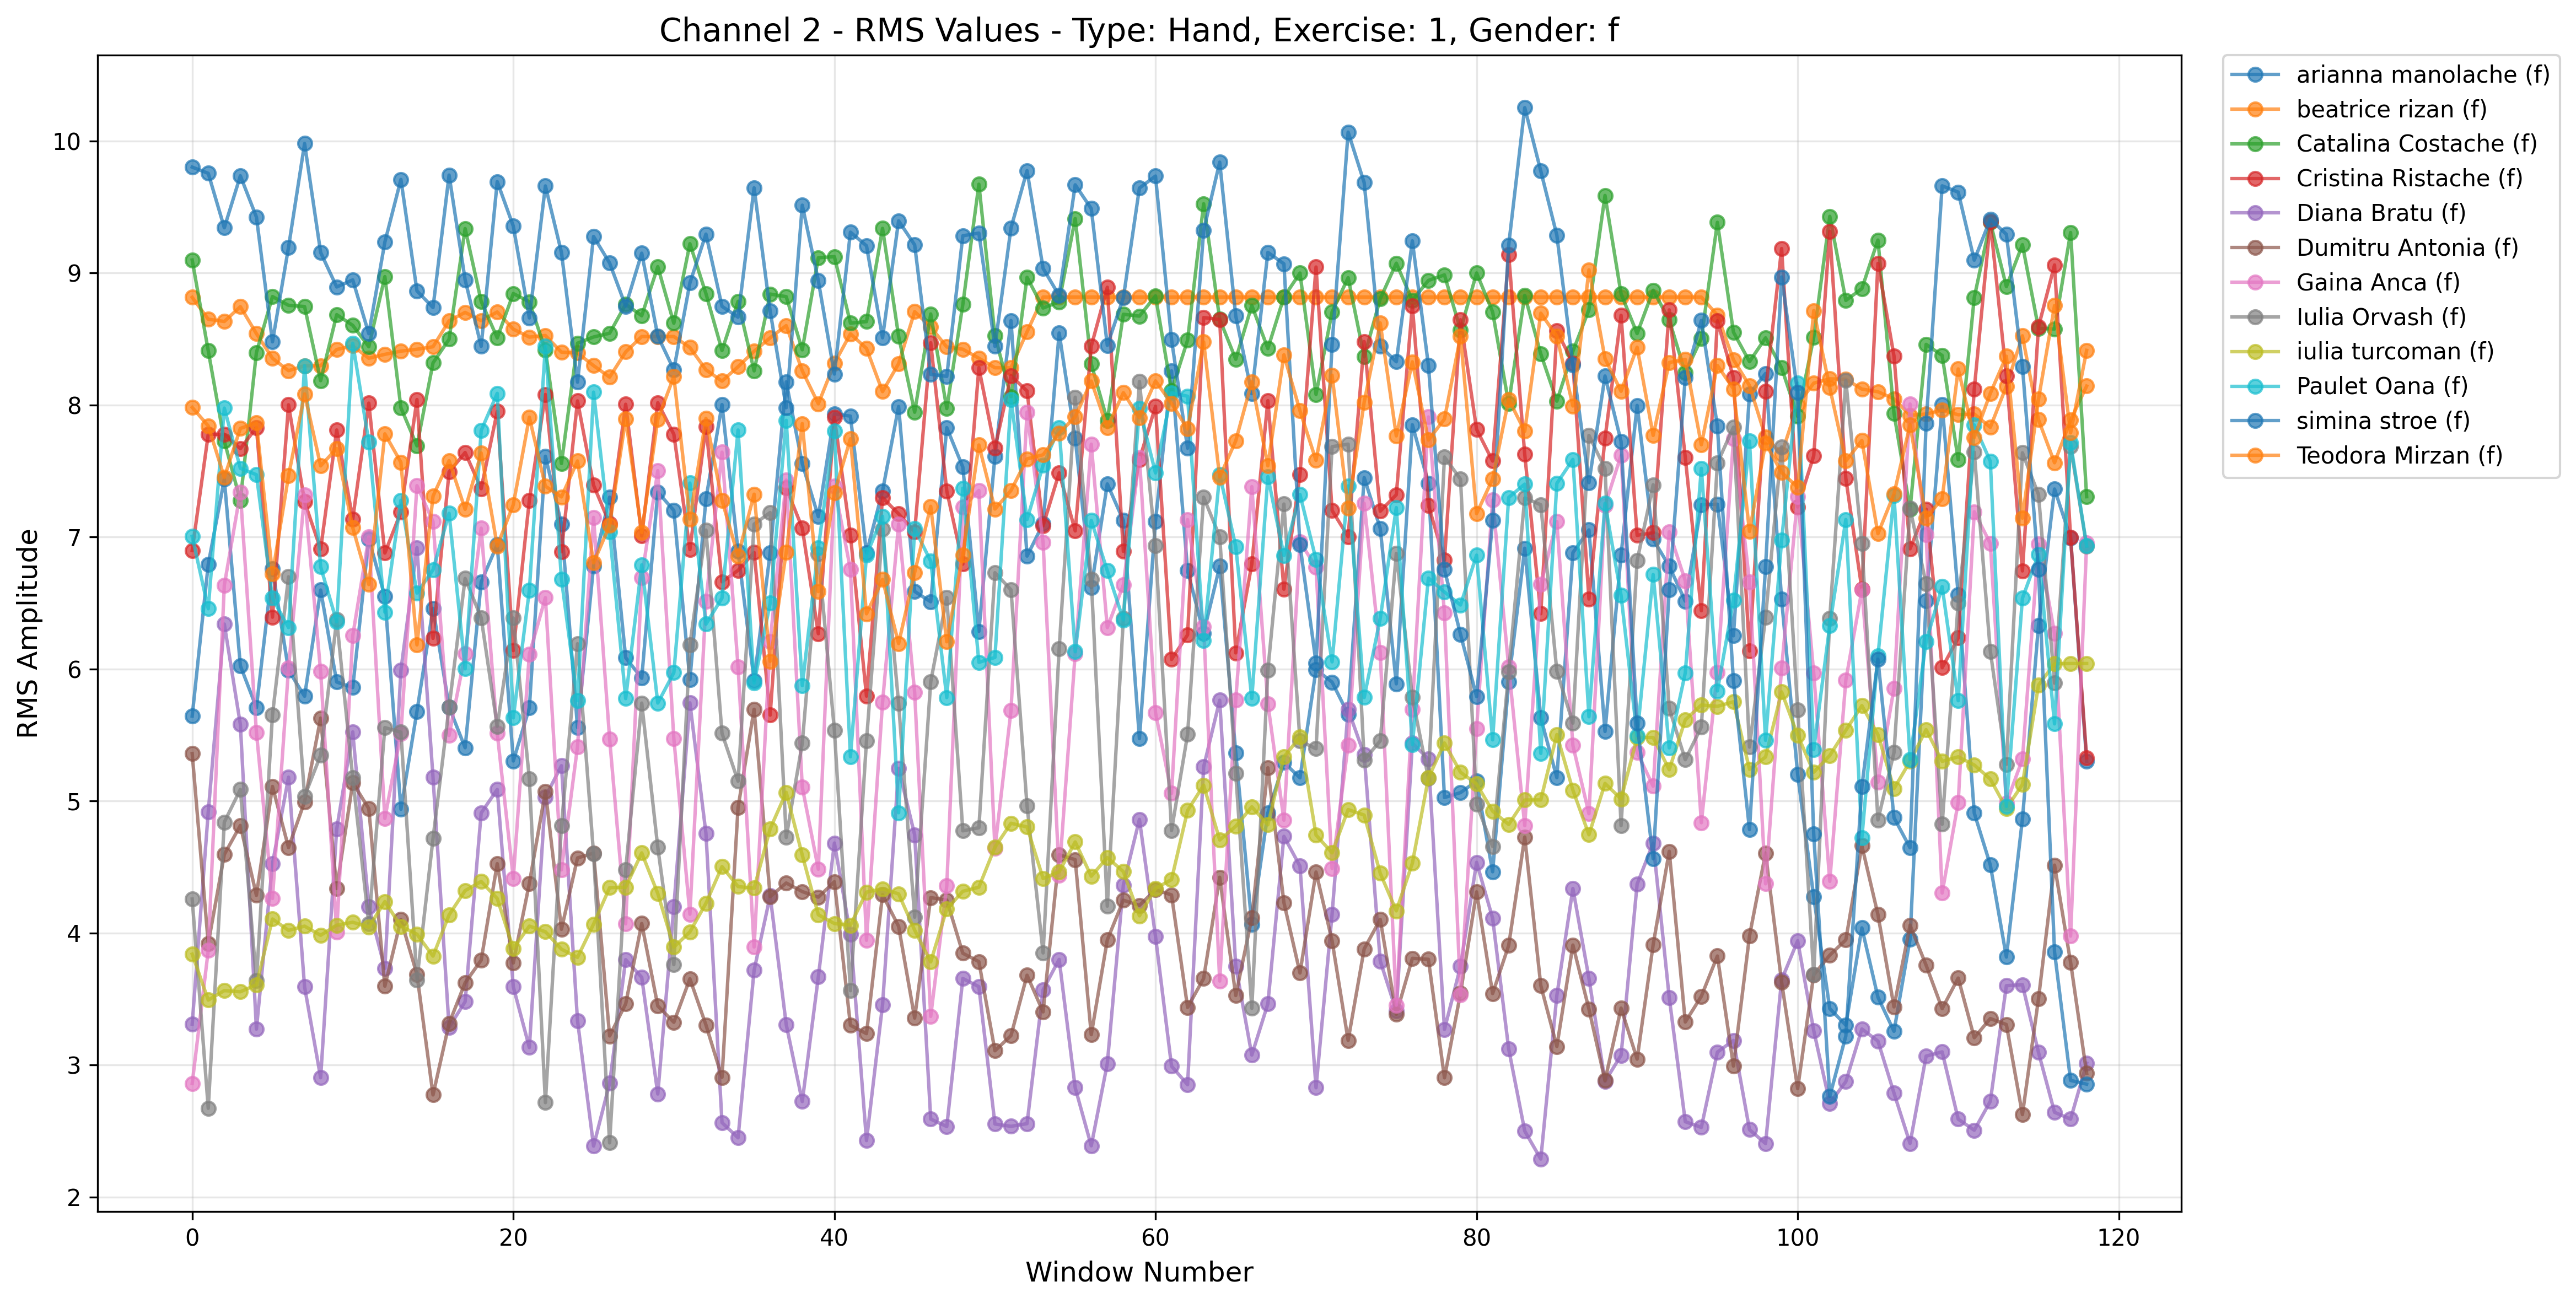 Channel 2 - RMS Values - Type: Hand, Exercise: 1, Gender: f
arianna manolache (f)
beatrice rizan (f)
Catalina Costache (f)
Cristina Ristache (f)
Diana Bratu (f)
Dumitru Antonia (f)
Gaina Anca (f)
Iulia Orvash (f)
iulia turcoman (f)
Paulet Oana (f)
simina stroe (f)
Teodora Mirzan (f)
RMS Amplitude
10
9
8
7
6
5
4
3
2
0 20 40 60 80 100 120
Window Number